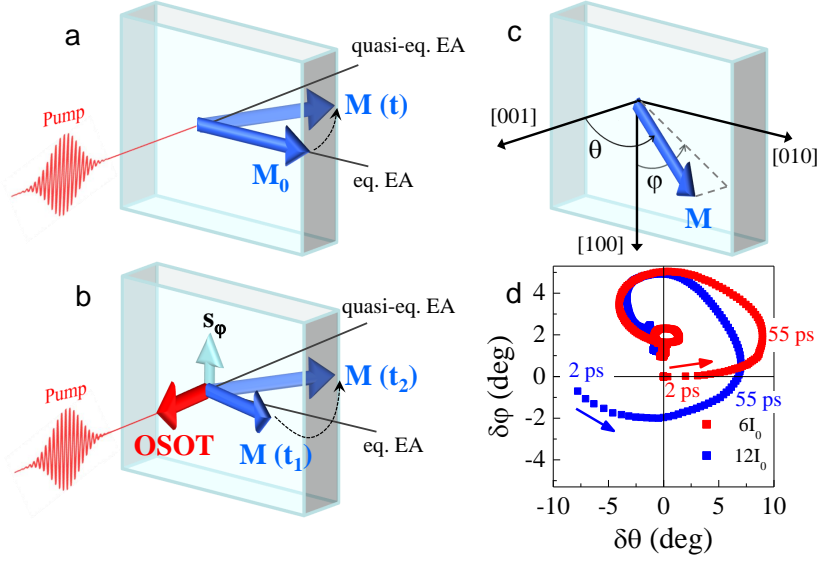 a
quasi-eq. EA
Pump
M (t)
M₀
eq. EA
b
quasi-eq. EA
sφ
Pump
M (t₂)
OSOT
M (t₁)
eq. EA
c
[001]
[010]
θ
φ
M
[100]
d
4
2
0
-2
-4
55 ps
2 ps
2 ps
55 ps
6I₀
12I₀
-10
-5
0
5
10
δφ (deg)
δθ (deg)